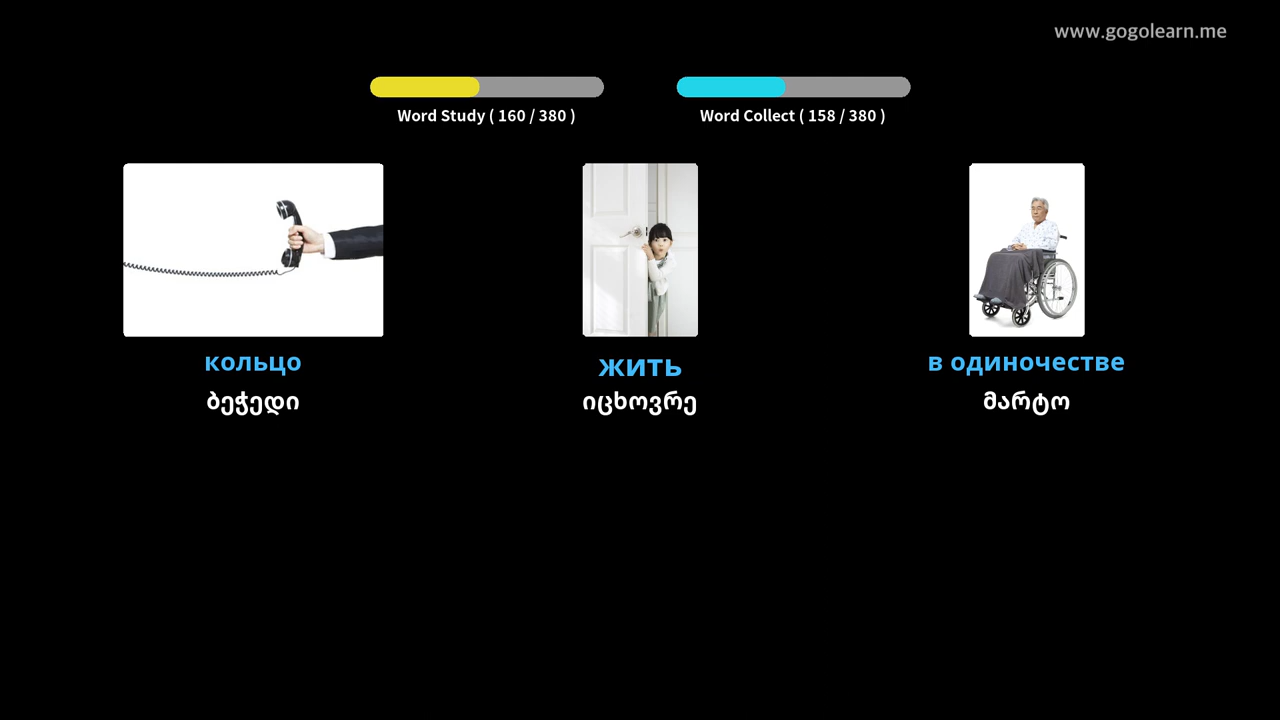 www.gogolearn.me
Word Study ( 160 / 380 )
Word Collect ( 158 / 380 )
кольцо
ბეჭედი
жить
იცხოვრე
в одиночестве
მარტო